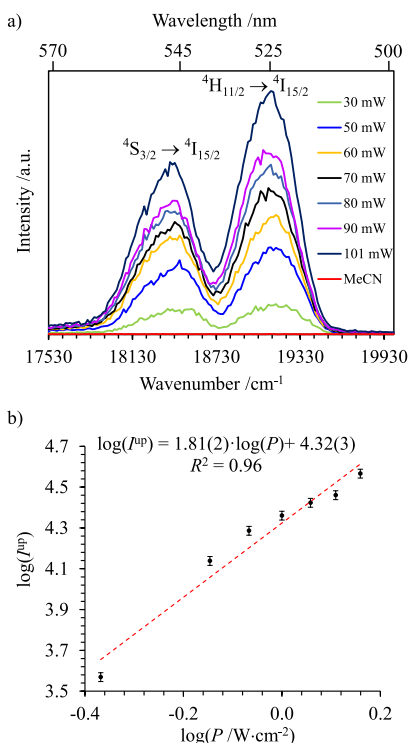 a)
Wavelength /nm
570 545 525 500
⁴H₁₁/₂ → ⁴I₁₅/₂
⁴S₃/₂ → ⁴I₁₅/₂
30 mW
50 mW
60 mW
70 mW
80 mW
90 mW
101 mW
MeCN
Intensity /a.u.
17530 18130 18730 19330 19930
Wavenumber /cm⁻¹
b)
log(Iᵘᵖ) = 1.81(2)·log(P)+ 4.32(3)
R² = 0.96
4.7
4.5
4.3
4.1
3.9
3.7
3.5
log(Iᵘᵖ)
-0.4 -0.2 0.0 0.2 0.4
log(P /W·cm⁻²)